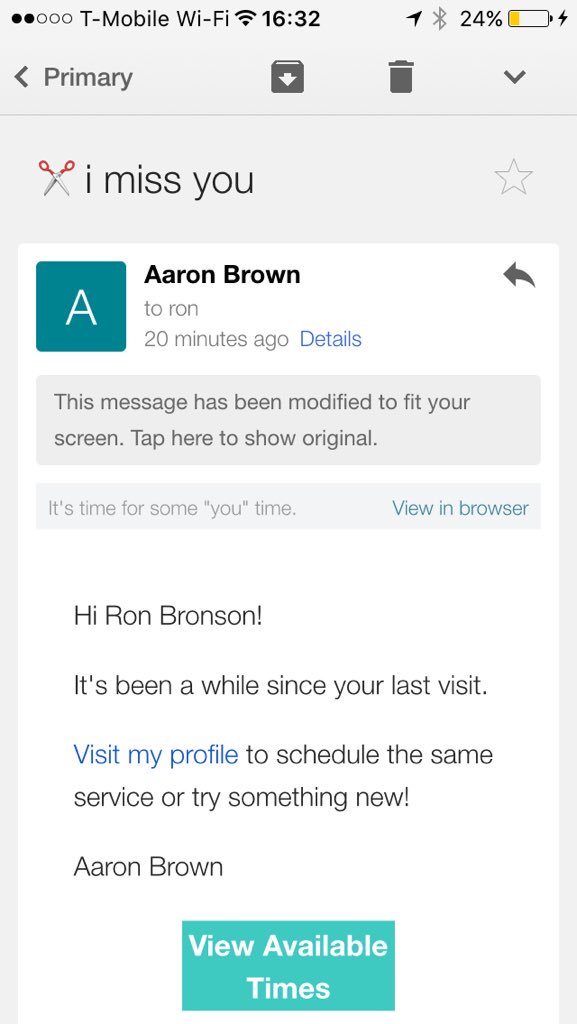 T-Mobile Wi-Fi 16:32 24%
Primary
i miss you
A
Aaron Brown
to ron
20 minutes ago Details
This message has been modified to fit your
screen. Tap here to show original.
It's time for some "you" time. View in browser
Hi Ron Bronson!
It's been a while since your last visit.
Visit my profile to schedule the same
service or try something new!
Aaron Brown
View Available
Times